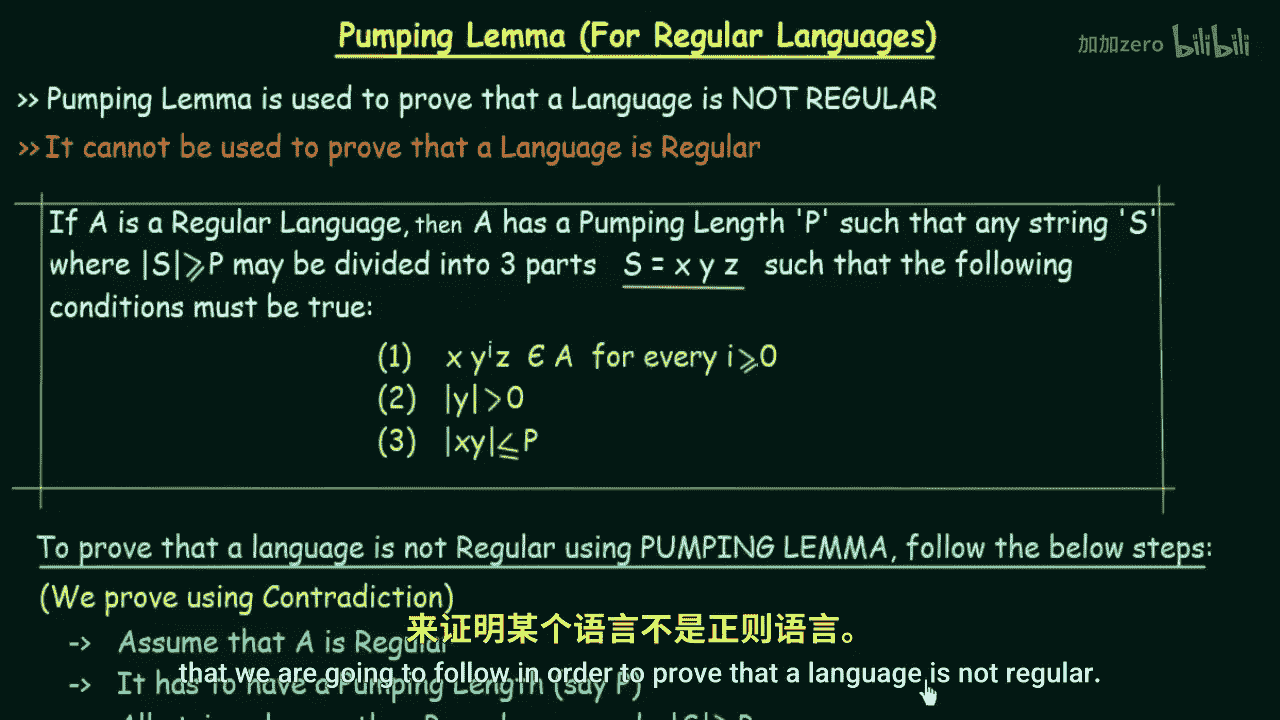 Pumping Lemma (For Regular Languages)
加加zero bilibili
>> Pumping Lemma is used to prove that a Language is NOT REGULAR
>> It cannot be used to prove that a Language is Regular
If A is a Regular Language, then A has a Pumping Length 'P' such that any string 'S'
where |S|⩾P may be divided into 3 parts S = x y z such that the following
conditions must be true:
(1) x yⁱz ∈ A for every i⩾0
(2) |y|>0
(3) |xy|⩽P
To prove that a language is not Regular using PUMPING LEMMA, follow the below steps:
(We prove using Contradiction)
-> Assume that A is Regular
来证明某个语言不是正则语言。
-> It has to have a Pumping Length (say P)
that we are going to follow in order to prove that a language is not regular.